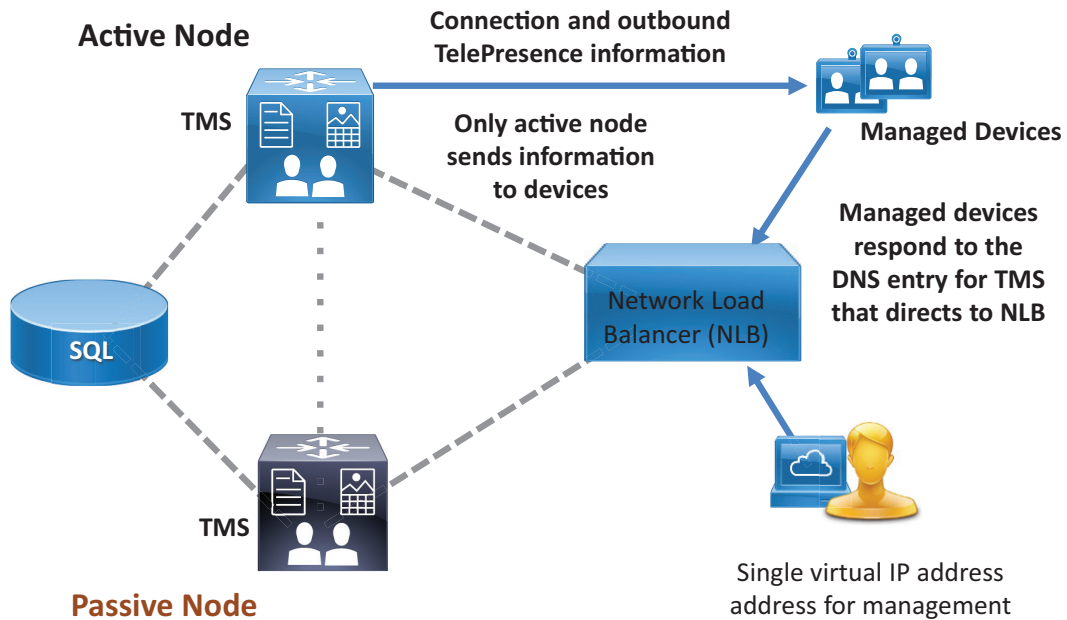 Active Node
Connection and outbound
TelePresence information
TMS
Only active node
sends information
to devices
Managed Devices
Managed devices
respond to the
DNS entry for TMS
that directs to NLB
Network Load
Balancer (NLB)
SQL
TMS
Passive Node
Single virtual IP address
address for management